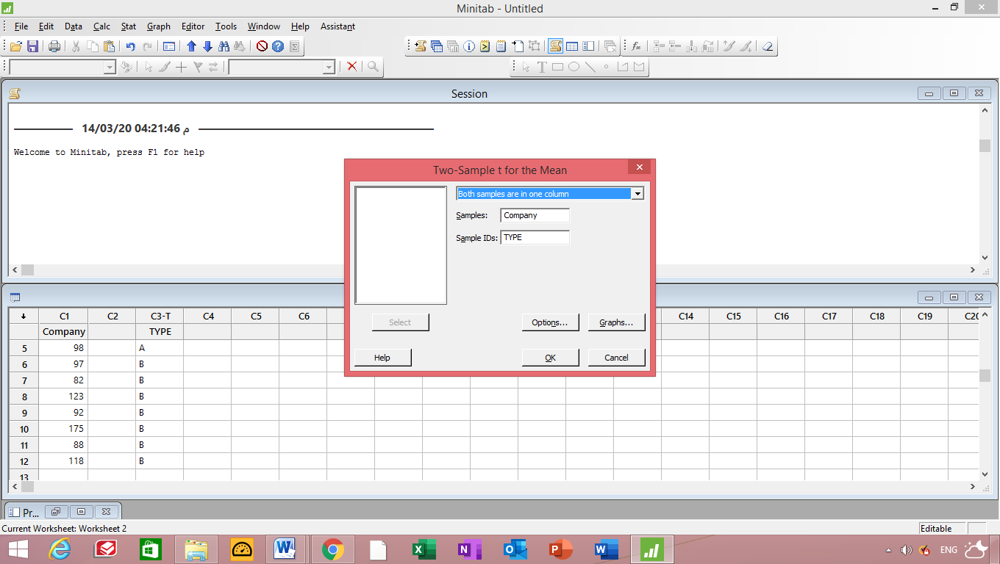 Minitab - Untitled
File Edit Data Calc Stat Graph Editor Tools Window Help Assistant
Session
14/03/20 04:21:46 م
Welcome to Minitab, press F1 for help
Two-Sample t for the Mean
Both samples are in one column
Samples: Company
Sample IDs: TYPE
Select Options... Graphs...
Help OK Cancel
C1 C2 C3-T C4 C5 C6 C14 C15 C16 C17 C18 C19 C20
Company TYPE
5 98 A
6 97 B
7 82 B
8 123 B
9 92 B
10 175 B
11 88 B
12 118 B
13
Pr...
Current Worksheet: Worksheet 2 Editable
ENG